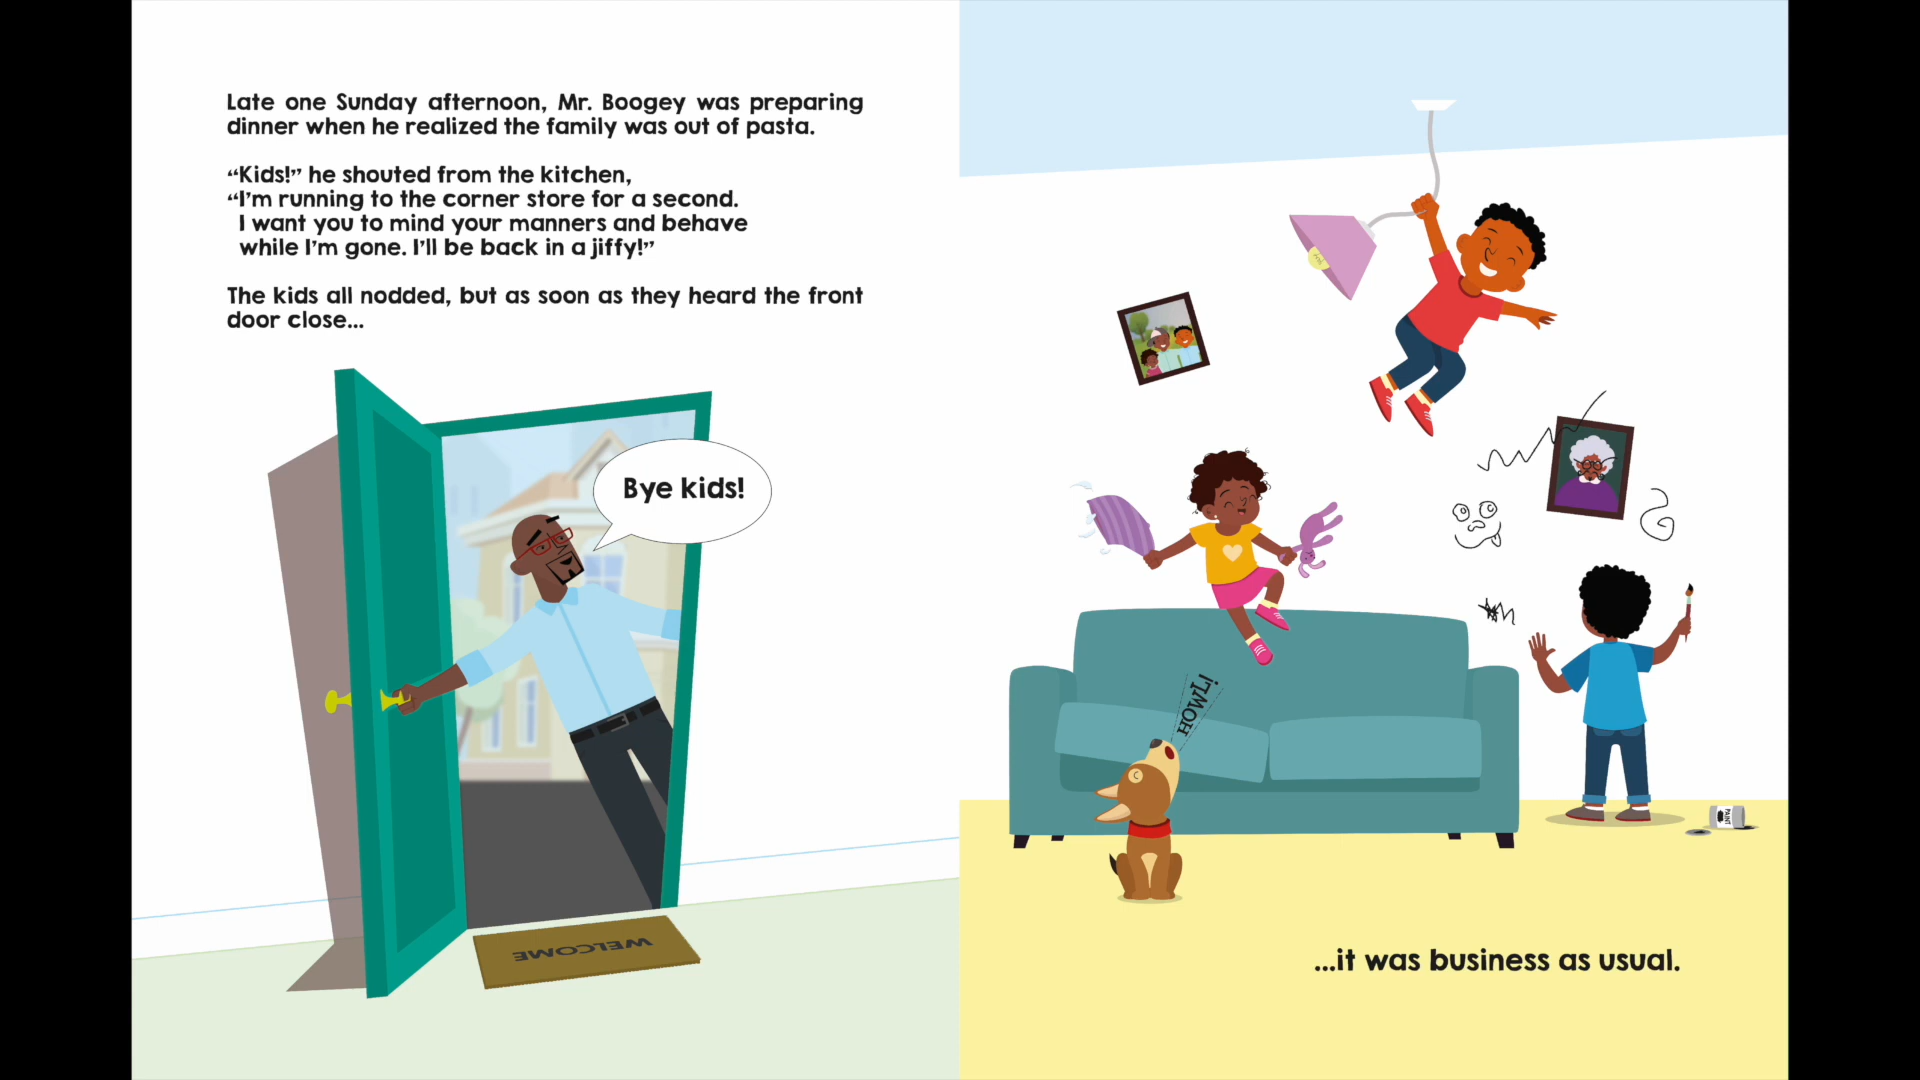 Late one Sunday afternoon, Mr. Boogey was preparing
dinner when he realized the family was out of pasta.
“Kids!” he shouted from the kitchen,
“I’m running to the corner store for a second.
I want you to mind your manners and behave
while I’m gone. I’ll be back in a jiffy!”
The kids all nodded, but as soon as they heard the front
door close...
Bye kids!
WELCOME
HOWL!
PAINT
...it was business as usual.